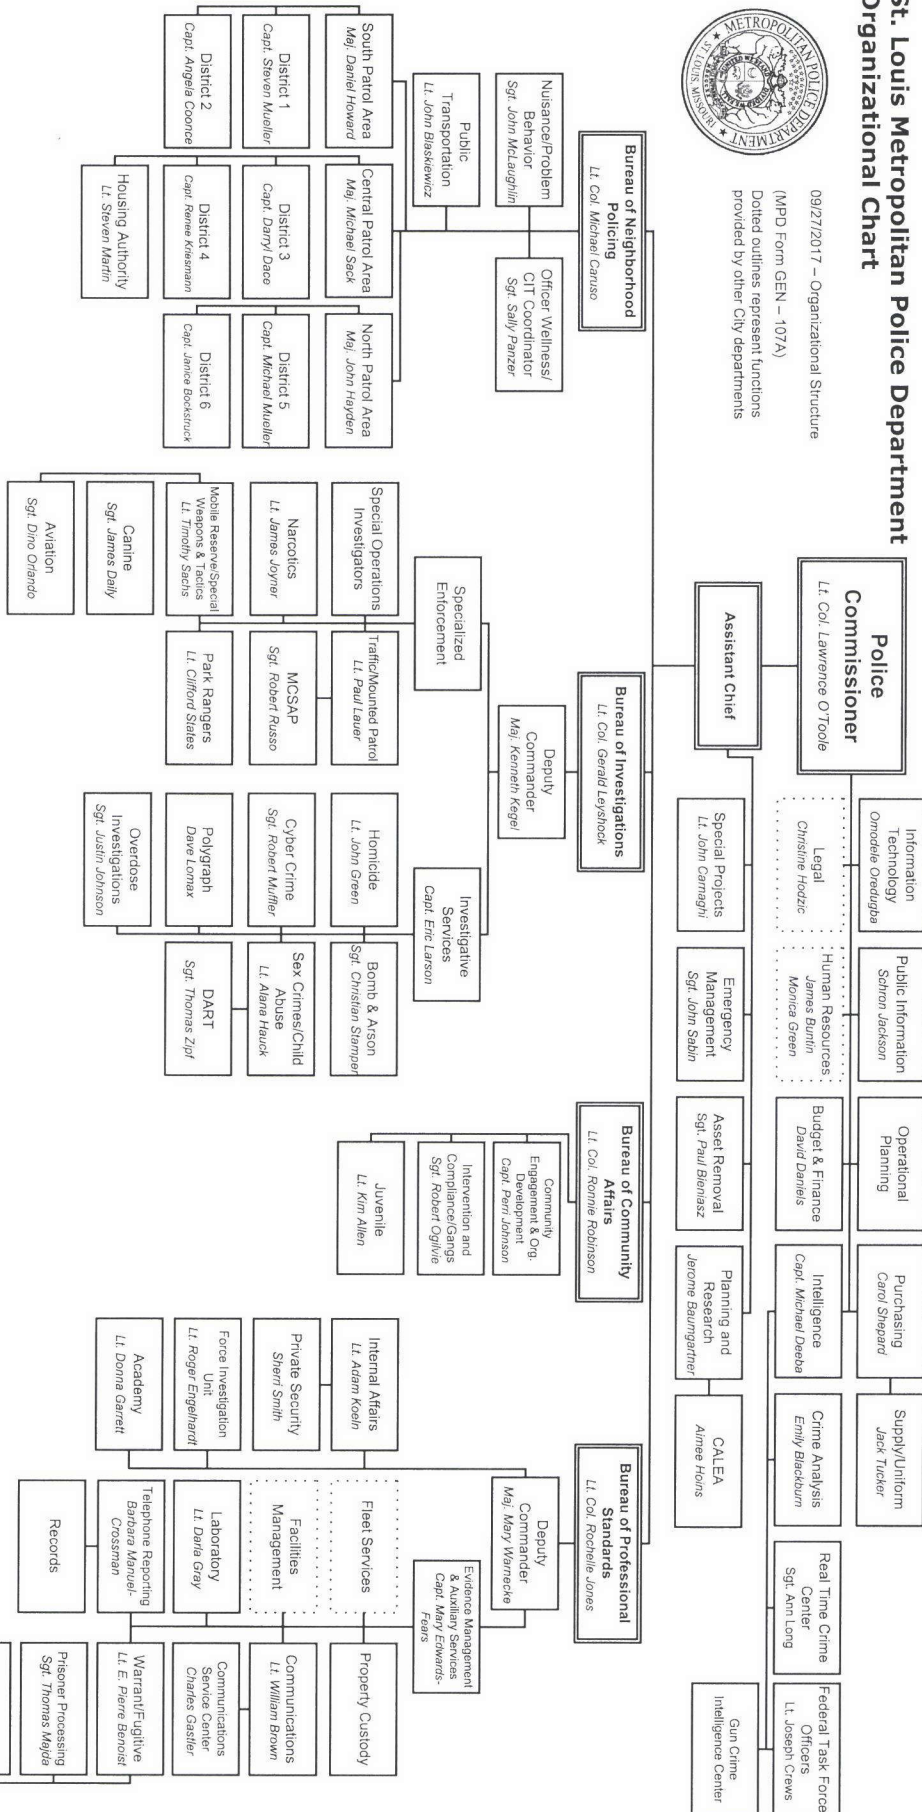 St. Louis Metropolitan Police Department
Organizational Chart
METROPOLITAN POLICE DEPARTMENT
ST. LOUIS, MISSOURI
09/27/2017 – Organizational Structure
(MPD Form GEN – 107A)
Dotted outlines represent functions
provided by other City departments
Police
Commissioner
Lt. Col. Lawrence O'Toole
Information
Technology
Omodele Oredugba
Public Information
Schron Jackson
Operational
Planning
Purchasing
Carol Shepard
Supply/Uniform
Jack Tucker
Legal
Christine Hodzic
Human Resources
James Buntin
Monica Green
Budget & Finance
David Daniels
Intelligence
Capt. Michael Deeba
Crime Analysis
Emily Blackburn
Real Time Crime
Center
Sgt. Ann Long
Federal Task Force
Officers
Lt. Joseph Crews
Gun Crime
Intelligence Center
Assistant Chief
Special Projects
Lt. John Carnaghi
Emergency
Management
Sgt. John Sabin
Asset Removal
Sgt. Paul Bieniasz
Planning and
Research
Jerome Baumgartner
CALEA
Aimee Hoins
Bureau of Neighborhood
Policing
Lt. Col. Michael Caruso
Nuisance/Problem
Behavior
Sgt. John McLaughlin
Officer Wellness/
CIT Coordinator
Sgt. Sally Panzer
Public
Transportation
Lt. John Blaskiewicz
South Patrol Area
Maj. Daniel Howard
District 1
Capt. Steven Mueller
District 2
Capt. Angela Coonce
Central Patrol Area
Maj. Michael Sack
District 3
Capt. Darryl Dace
District 4
Capt. Renee Kriesmann
Housing Authority
Lt. Steven Martin
North Patrol Area
Maj. John Hayden
District 5
Capt. Michael Mueller
District 6
Capt. Janice Bockstruck
Bureau of Investigations
Lt. Col. Gerald Leyshock
Deputy
Commander
Maj. Kenneth Kegel
Specialized
Enforcement
Special Operations
Investigators
Traffic/Mounted Patrol
Lt. Paul Lauer
Narcotics
Lt. James Joyner
MCSAP
Sgt. Robert Russo
Mobile Reserve/Special
Weapons & Tactics
Lt. Timothy Sachs
Park Rangers
Lt. Clifford States
Canine
Sgt. James Daily
Aviation
Sgt. Dino Orlando
Investigative
Services
Capt. Eric Larson
Homicide
Lt. John Green
Bomb & Arson
Sgt. Christian Stamper
Cyber Crime
Sgt. Robert Muffler
Sex Crimes/Child
Abuse
Lt. Alana Hauck
Polygraph
Dave Lomax
DART
Sgt. Thomas Zipf
Overdose
Investigations
Sgt. Justin Johnson
Bureau of Community
Affairs
Lt. Col. Ronnie Robinson
Community
Engagement & Org.
Development
Capt. Perri Johnson
Intervention and
Compliance/Gangs
Sgt. Robert Ogilvie
Juvenile
Lt. Kim Allen
Bureau of Professional
Standards
Lt. Col. Rochelle Jones
Deputy
Commander
Maj. Mary Warnecke
Internal Affairs
Lt. Adam Koeln
Private Security
Sherri Smith
Force Investigation
Unit
Lt. Roger Engelhardt
Academy
Lt. Donna Garrett
Evidence Management
& Auxiliary Services
Capt. Mary Edwards-
Fears
Fleet Services
Property Custody
Facilities
Management
Communications
Lt. William Brown
Laboratory
Lt. Darla Gray
Communications
Service Center
Charles Gastler
Telephone Reporting
Barbara Manuel-
Crossman
Warrant/Fugitive
Lt. E. Pierre Benoist
Records
Prisoner Processing
Sgt. Thomas Majda